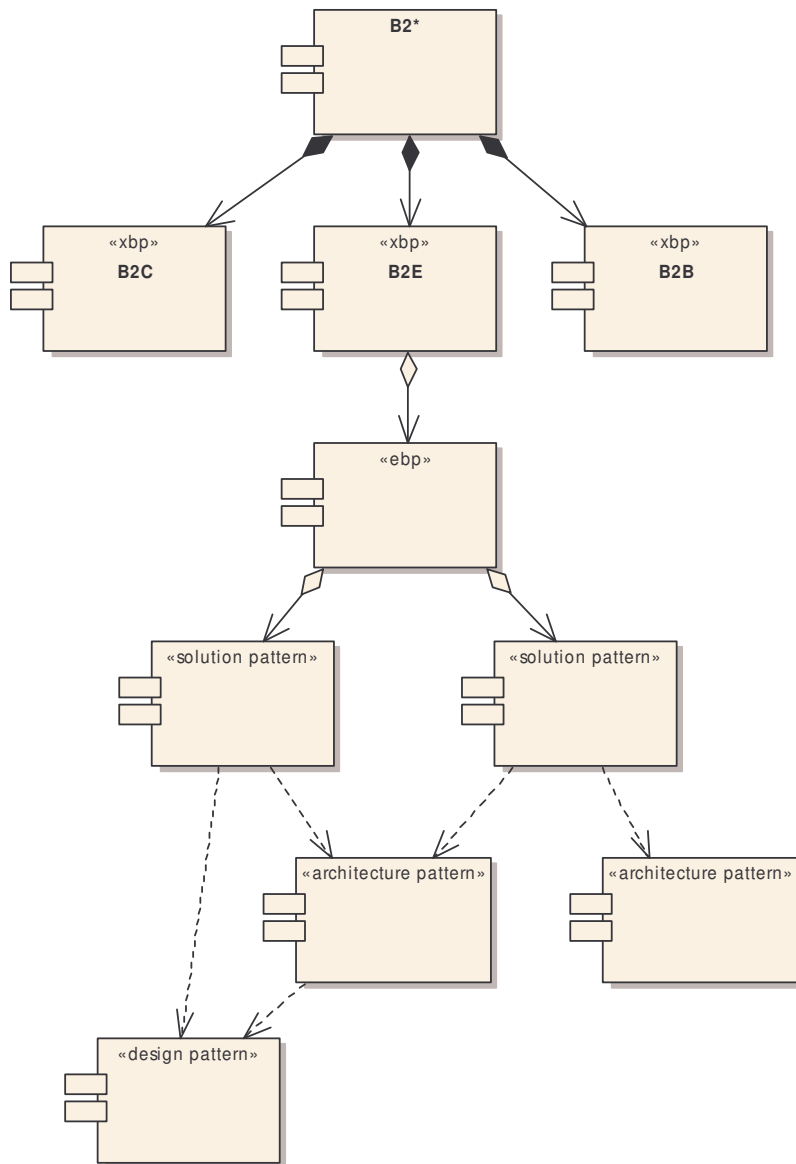 B2*
«xbp»
B2C
«xbp»
B2E
«xbp»
B2B
«ebp»
«solution pattern»
«solution pattern»
«architecture pattern»
«architecture pattern»
«design pattern»